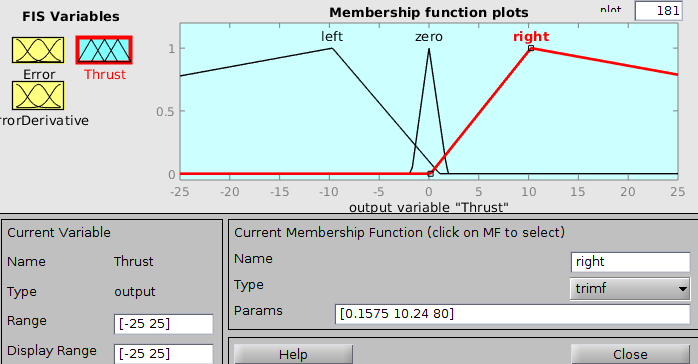 FIS Variables
Membership function plots
181
left
zero
right
Error
Thrust
rrorDerivative
1
0.5
0
-25 -20 -15 -10 -5 0 5 10 15 20 25
output variable "Thrust"
Current Variable
Name Thrust
Type output
Range [-25 25]
Display Range [-25 25]
Current Membership Function (click on MF to select)
Name right
Type trimf
Params [0.1575 10.24 80]
Help
Close